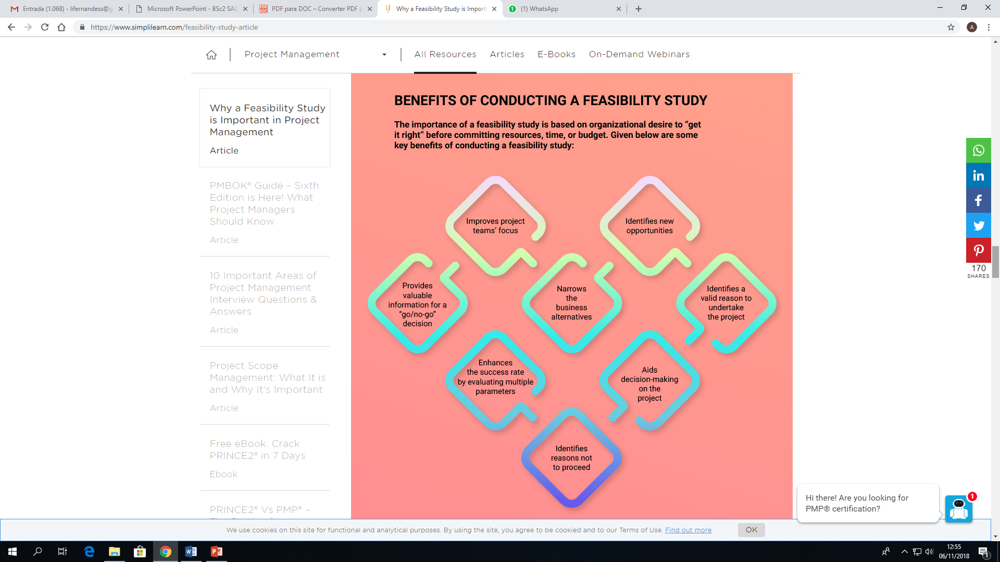 Entrada (1.068) - lifernandess@g
Microsoft PowerPoint - BSc2 SAD
PDF para DOC – Converter PDF p
Why a Feasibility Study is Importa
(1) WhatsApp
https://www.simplilearn.com/feasibility-study-article
A
Project Management
All Resources
Articles
E-Books
On-Demand Webinars
Why a Feasibility Study
is Important in Project
Management
Article
PMBOK® Guide – Sixth
Edition is Here! What
Project Managers
Should Know
Article
10 Important Areas of
Project Management
Interview Questions &
Answers
Article
Project Scope
Management: What It is
and Why It's Important
Article
Free eBook: Crack
PRINCE2® in 7 Days
Ebook
PRINCE2® Vs PMP® –
BENEFITS OF CONDUCTING A FEASIBILITY STUDY
The importance of a feasibility study is based on organizational desire to “get
it right” before committing resources, time, or budget. Given below are some
key benefits of conducting a feasibility study:
Improves project
teams’ focus
Identifies new
opportunities
Provides
valuable
information for a
“go/no-go”
decision
Narrows
the
business
alternatives
Identifies a
valid reason to
undertake
the project
Enhances
the success rate
by evaluating multiple
parameters
Aids
decision-making
on the
project
Identifies
reasons not
to proceed
170
SHARES
Hi there! Are you looking for
PMP® certification?
1
We use cookies on this site for functional and analytical purposes. By using the site, you agree to be cookied and to our Terms of Use. Find out more
OK
12:55
06/11/2018
1